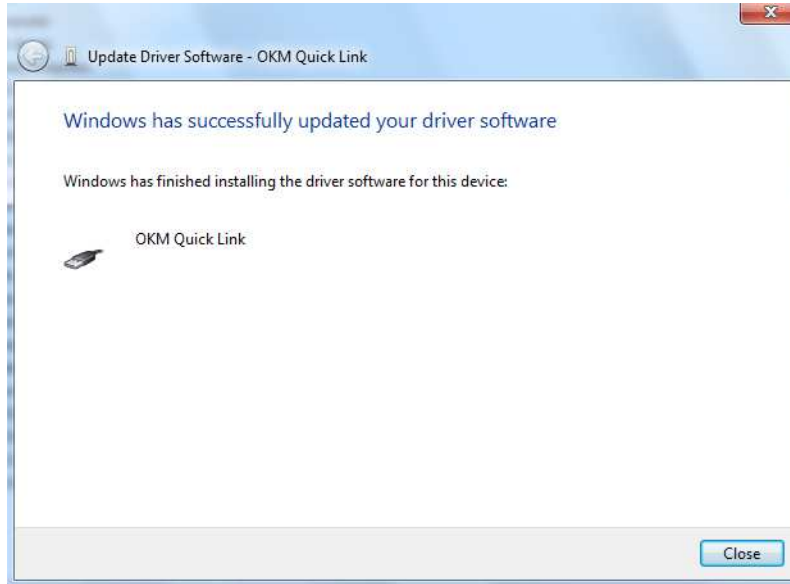 Update Driver Software - OKM Quick Link
Windows has successfully updated your driver software
Windows has finished installing the driver software for this device:
OKM Quick Link
Close